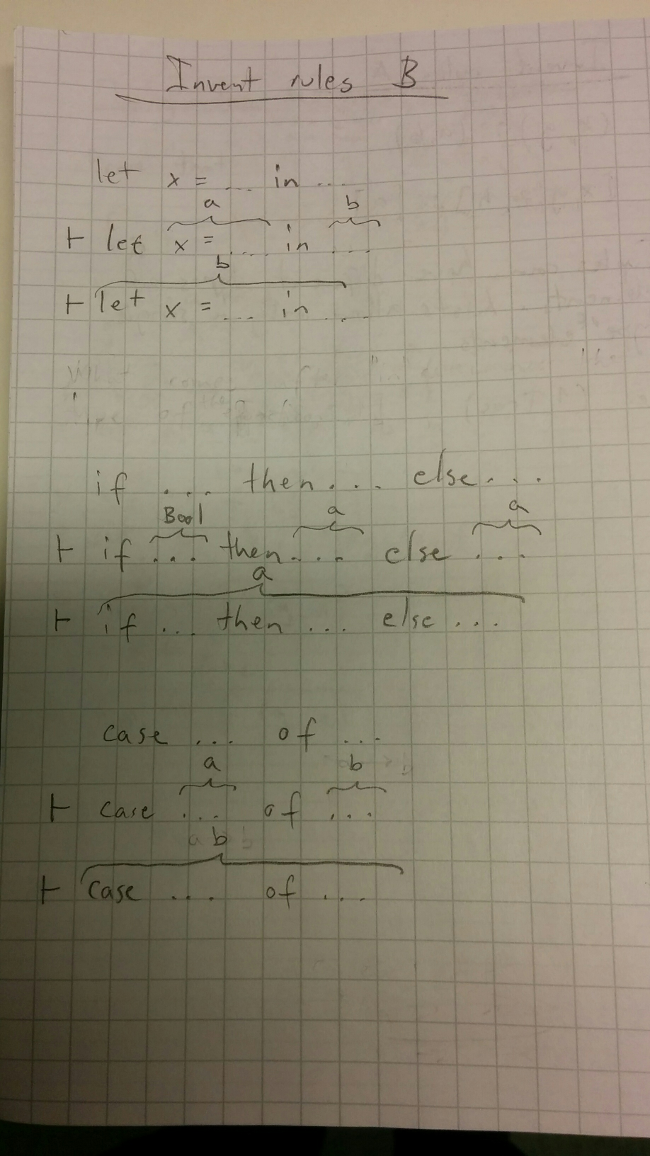 Invent rules B
let x = ... in ...
a b
⊢ let x = ... in ...
b
⊢ let x = ... in ...
if ... then ... else ...
Bool a a
⊢ if ... then ... else ...
a
⊢ if ... then ... else ...
case ... of ...
a b
⊢ case ... of ...
b
⊢ case ... of ...